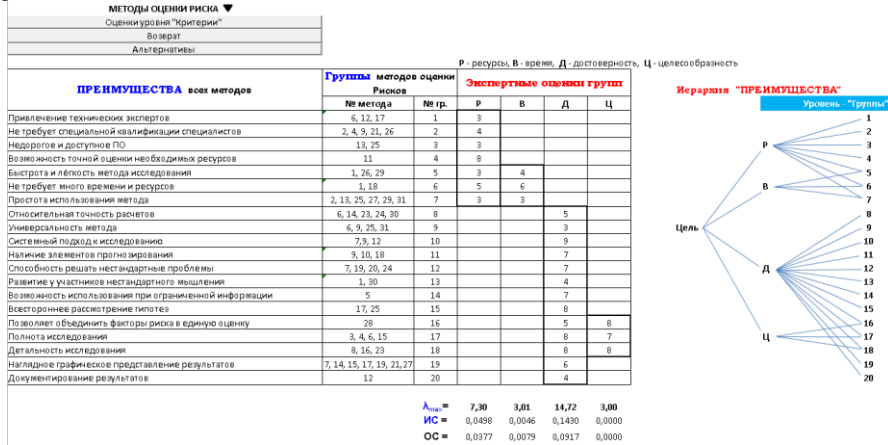 МЕТОДЫ ОЦЕНКИ РИСКА ▼
Оценки уровня "Критерии"
Возврат
Альтернативы
Р - ресурсы, В - время, Д - достоверность, Ц - целесообразность
ПРЕИМУЩЕСТВА всех методов Группы методов оценки Рисков Экспертные оценки групп
№ метода № гр. Р В Д Ц
Привлечение технических экспертов 6, 12, 17 1 3
Не требует специальной квалификации специалистов 2, 4, 9, 21, 26 2 4
Недорогое и доступное ПО 13, 25 3 3
Возможность точной оценки необходимых ресурсов 11 4 8
Быстрота и лёгкость метода исследования 1, 26, 29 5 3 4
Не требует много времени и ресурсов 1, 18 6 5 6
Простота использования метода 2, 13, 25, 27, 29, 31 7 3 3
Относительная точность расчетов 6, 14, 23, 24, 30 8 5
Универсальность метода 6, 9, 25, 31 9 3
Системный подход к исследованию 7,9, 12 10 9
Наличие элементов прогнозирования 9, 10, 18 11 7
Способность решать нестандартные проблемы 7, 19, 20, 24 12 7
Развитие у участников нестандартного мышления 1, 30 13 4
Возможность использования при ограниченной информации 5 14 7
Всестороннее рассмотрение гипотез 17, 25 15 8
Позволяет объединить факторы риска в единую оценку 28 16 5 8
Полнота исследования 3, 4, 6, 15 17 8 7
Детальность исследования 8, 16, 23 18 8 8
Наглядное графическое представление результатов 7, 14, 15, 17, 19, 21,27 19 6
Документирование результатов 12 20 4
λmax= 7,30 3,01 14,72 3,00
ИС = 0,0498 0,0046 0,1430 0,0000
ОС = 0,0377 0,0079 0,0917 0,0000
Иерархия "ПРЕИМУЩЕСТВА"
Уровень - "Группы"
Цель
Р
В
Д
Ц
1
2
3
4
5
6
7
8
9
10
11
12
13
14
15
16
17
18
19
20